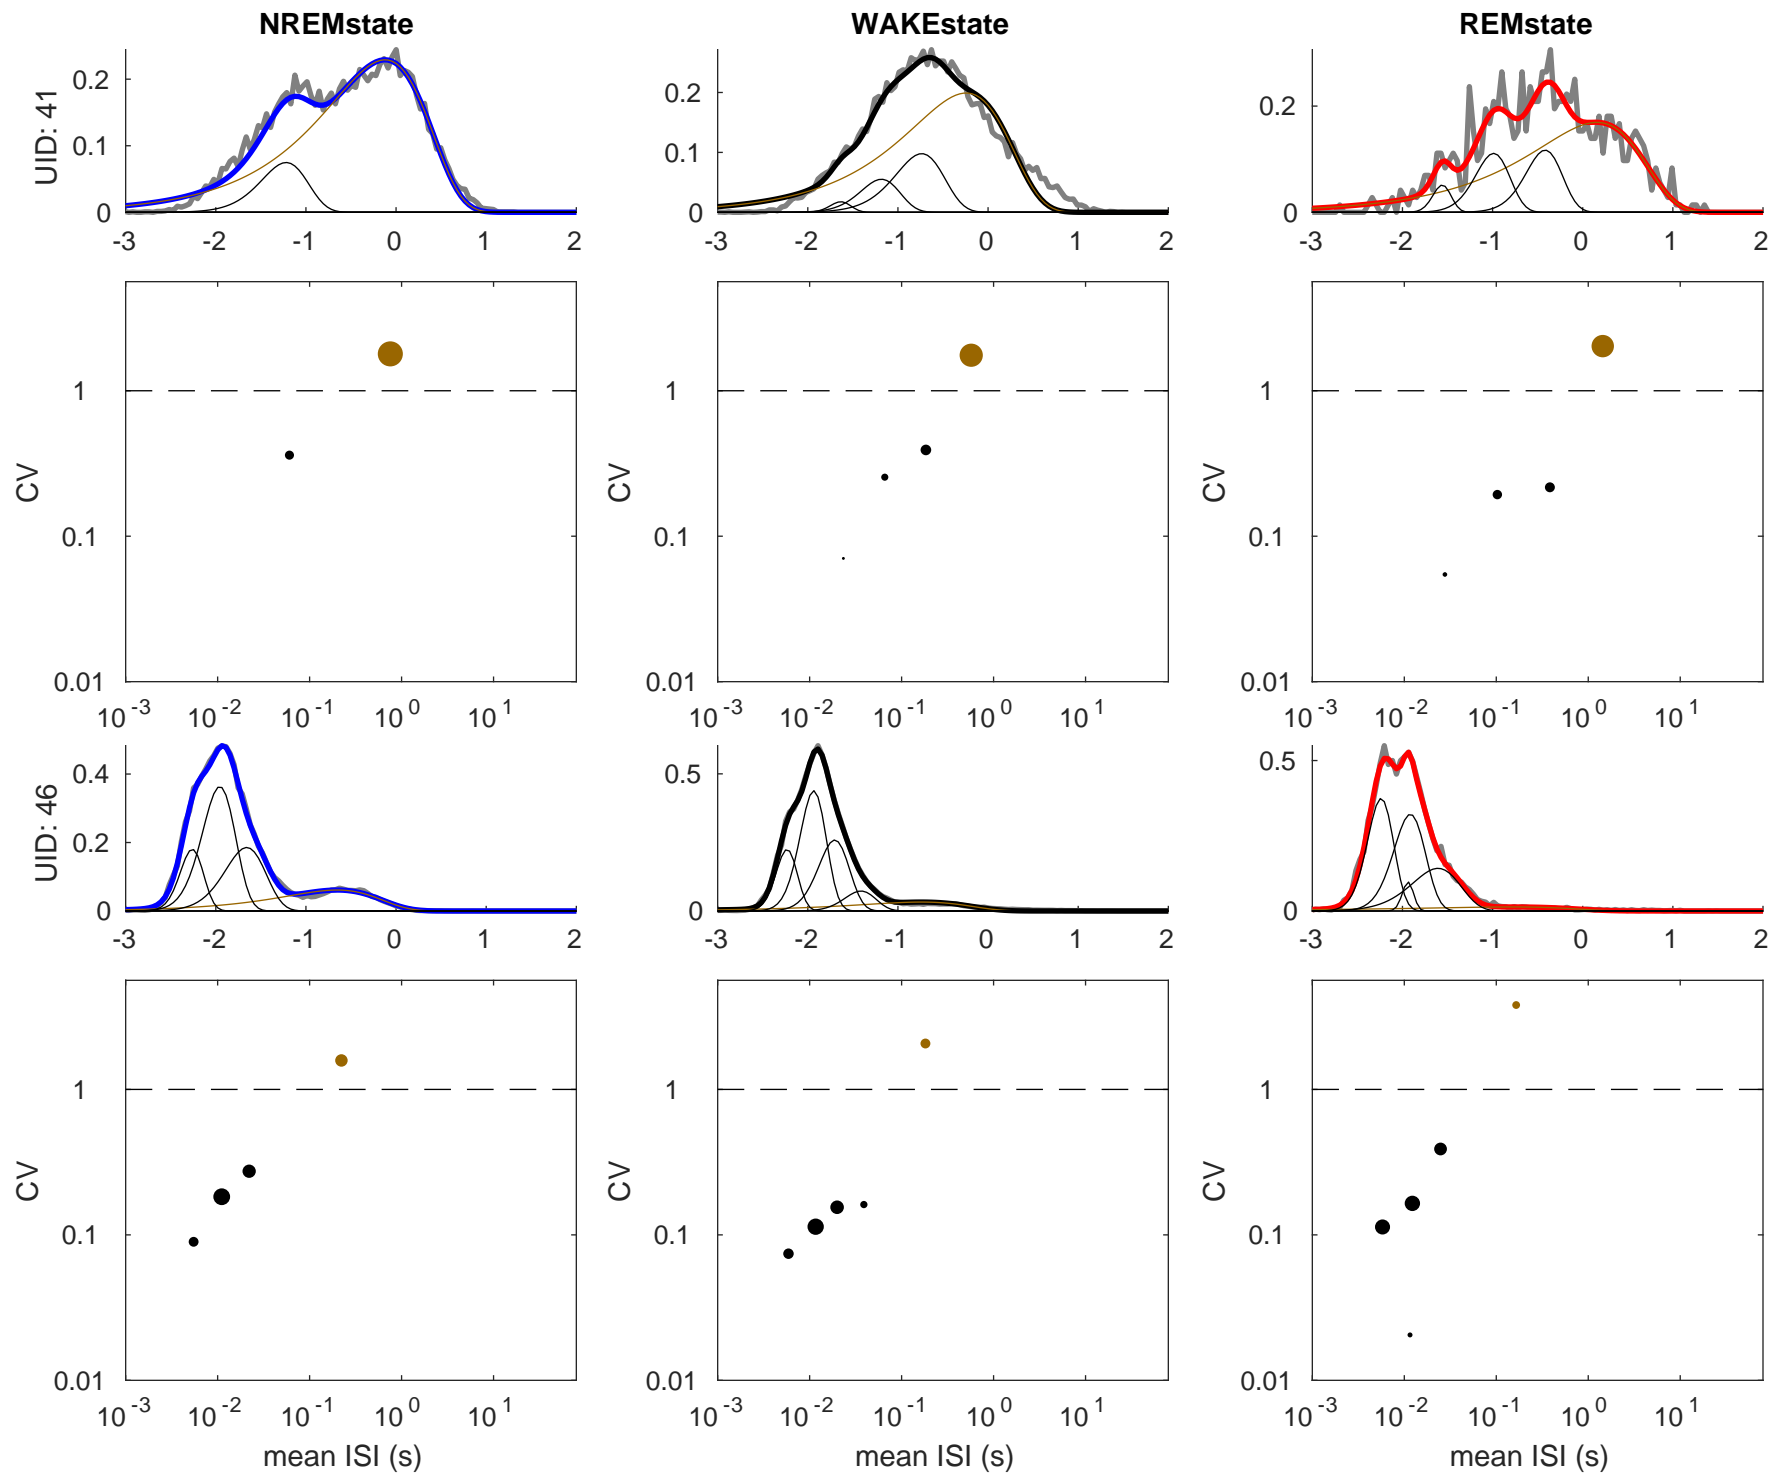 NREMstate WAKEstate REMstate
UID: 41
0.2 0.1 0
-3 -2 -1 0 1 2
0.2 0.1 0
-3 -2 -1 0 1 2
0.2 0
-3 -2 -1 0 1 2
CV
1 0.1 0.01
10^-3 10^-2 10^-1 10^0 10^1
CV
1 0.1 0.01
10^-3 10^-2 10^-1 10^0 10^1
CV
1 0.1 0.01
10^-3 10^-2 10^-1 10^0 10^1
UID: 46
0.4 0.2 0
-3 -2 -1 0 1 2
0.5 0
-3 -2 -1 0 1 2
0.5 0
-3 -2 -1 0 1 2
CV
1 0.1 0.01
10^-3 10^-2 10^-1 10^0 10^1
mean ISI (s)
CV
1 0.1 0.01
10^-3 10^-2 10^-1 10^0 10^1
mean ISI (s)
CV
1 0.1 0.01
10^-3 10^-2 10^-1 10^0 10^1
mean ISI (s)